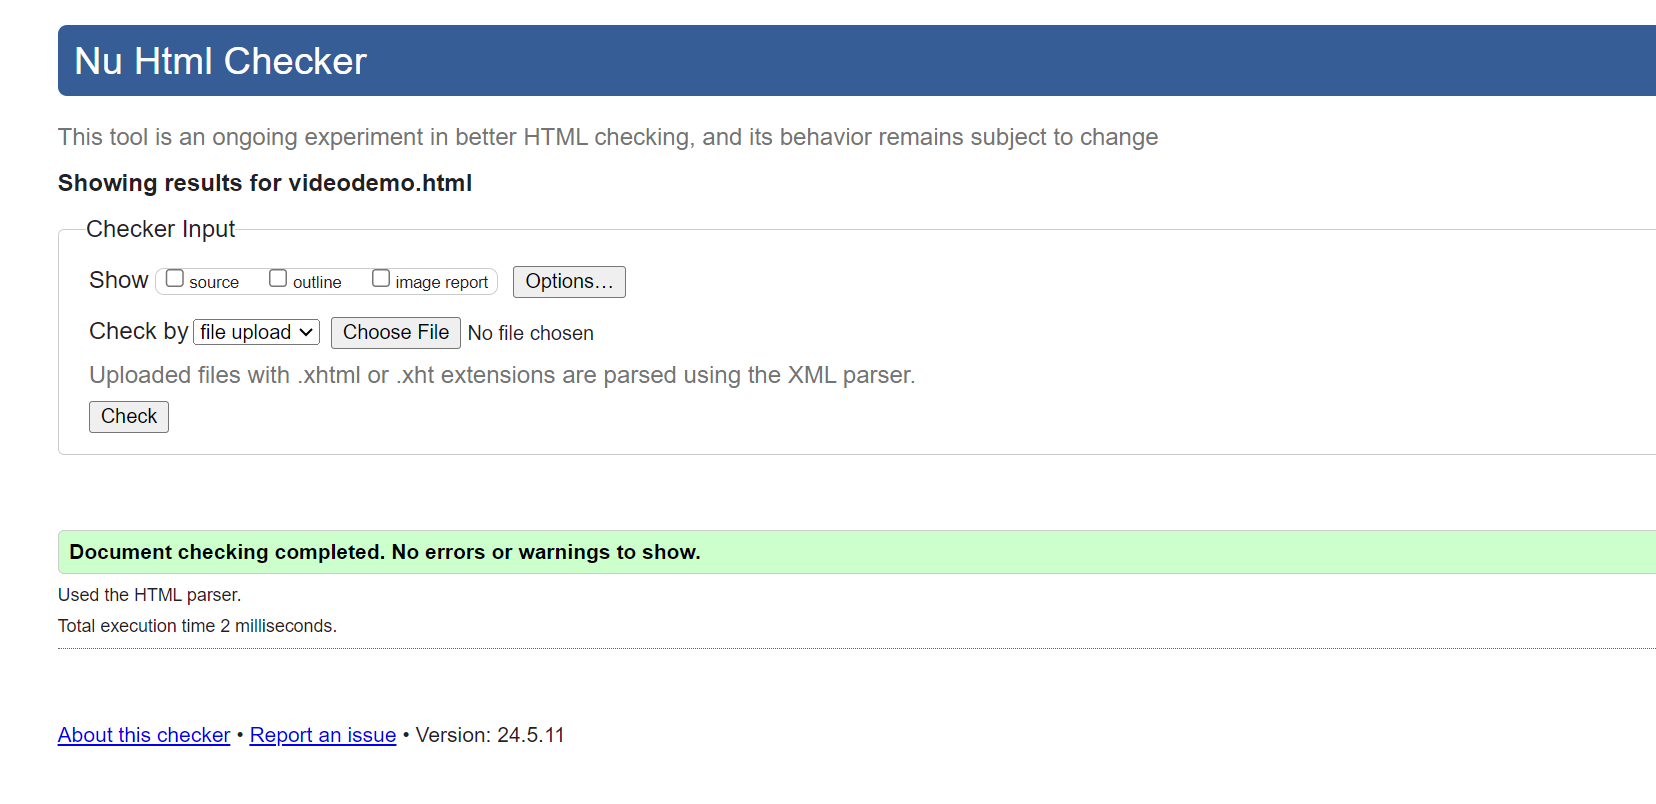 Nu Html Checker
This tool is an ongoing experiment in better HTML checking, and its behavior remains subject to change
Showing results for videodemo.html
Checker Input
Show source outline image report Options…
Check by file upload Choose File No file chosen
Uploaded files with .xhtml or .xht extensions are parsed using the XML parser.
Check
Document checking completed. No errors or warnings to show.
Used the HTML parser.
Total execution time 2 milliseconds.
About this checker • Report an issue • Version: 24.5.11